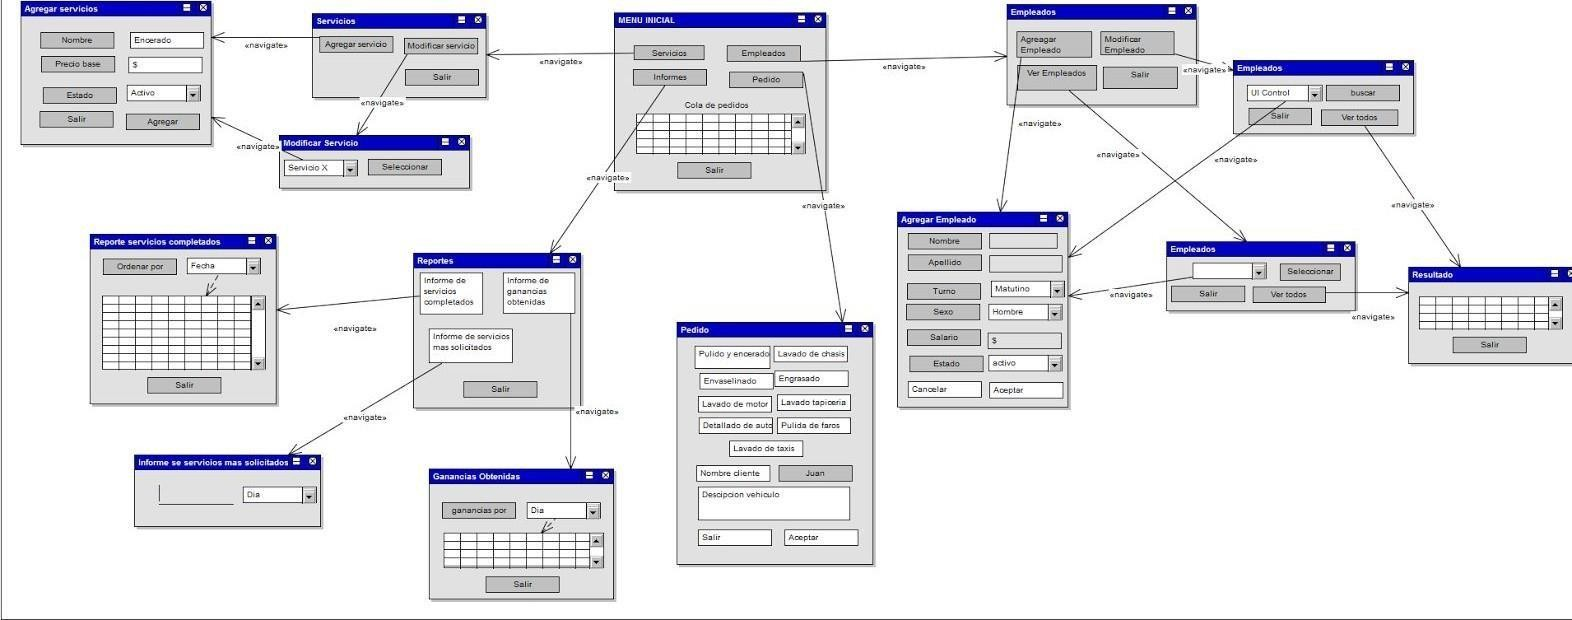 Agregar servicios
Nombre
Encerado
Precio base
$
Estado
Activo
Salir
Agregar
«navigate»
Servicios
Agregar servicio
Modificar servicio
Salir
«navigate»
«navigate»
Modificar Servicio
Servicio X
Seleccionar
«navigate»
MENU INICIAL
Servicios
Empleados
Informes
Pedido
Cola de pedidos
Salir
«navigate»
«navigate»
«navigate»
Empleados
Agreagar
Empleado
Modificar
Empleado
Ver Empleados
Salir
«navigate»
«navigate»
«navigate»
Empleados
UI Control
buscar
Salir
Ver todos
«navigate»
«navigate»
Reporte servicios completados
Ordenar por
Fecha
Salir
«navigate»
Reportes
Informe de
servicios
completados
Informe de
ganancias
obtenidas
Informe de servicios
mas solicitados
Salir
«navigate»
«navigate»
Informe se servicios mas solicitados
Dia
Ganancias Obtenidas
ganancias por
Dia
Salir
Pedido
Pulido y encerado
Lavado de chasis
Envaselinado
Engrasado
Lavado de motor
Lavado tapiceria
Detallado de auto
Pulida de faros
Lavado de taxis
Nombre cliente
Juan
Descipcion vehiculo
Salir
Aceptar
Agregar Empleado
Nombre
Apellido
Turno
Matutino
Sexo
Hombre
Salario
$
Estado
activo
Cancelar
Aceptar
«navigate»
Empleados
Seleccionar
Salir
Ver todos
«navigate»
Resultado
Salir